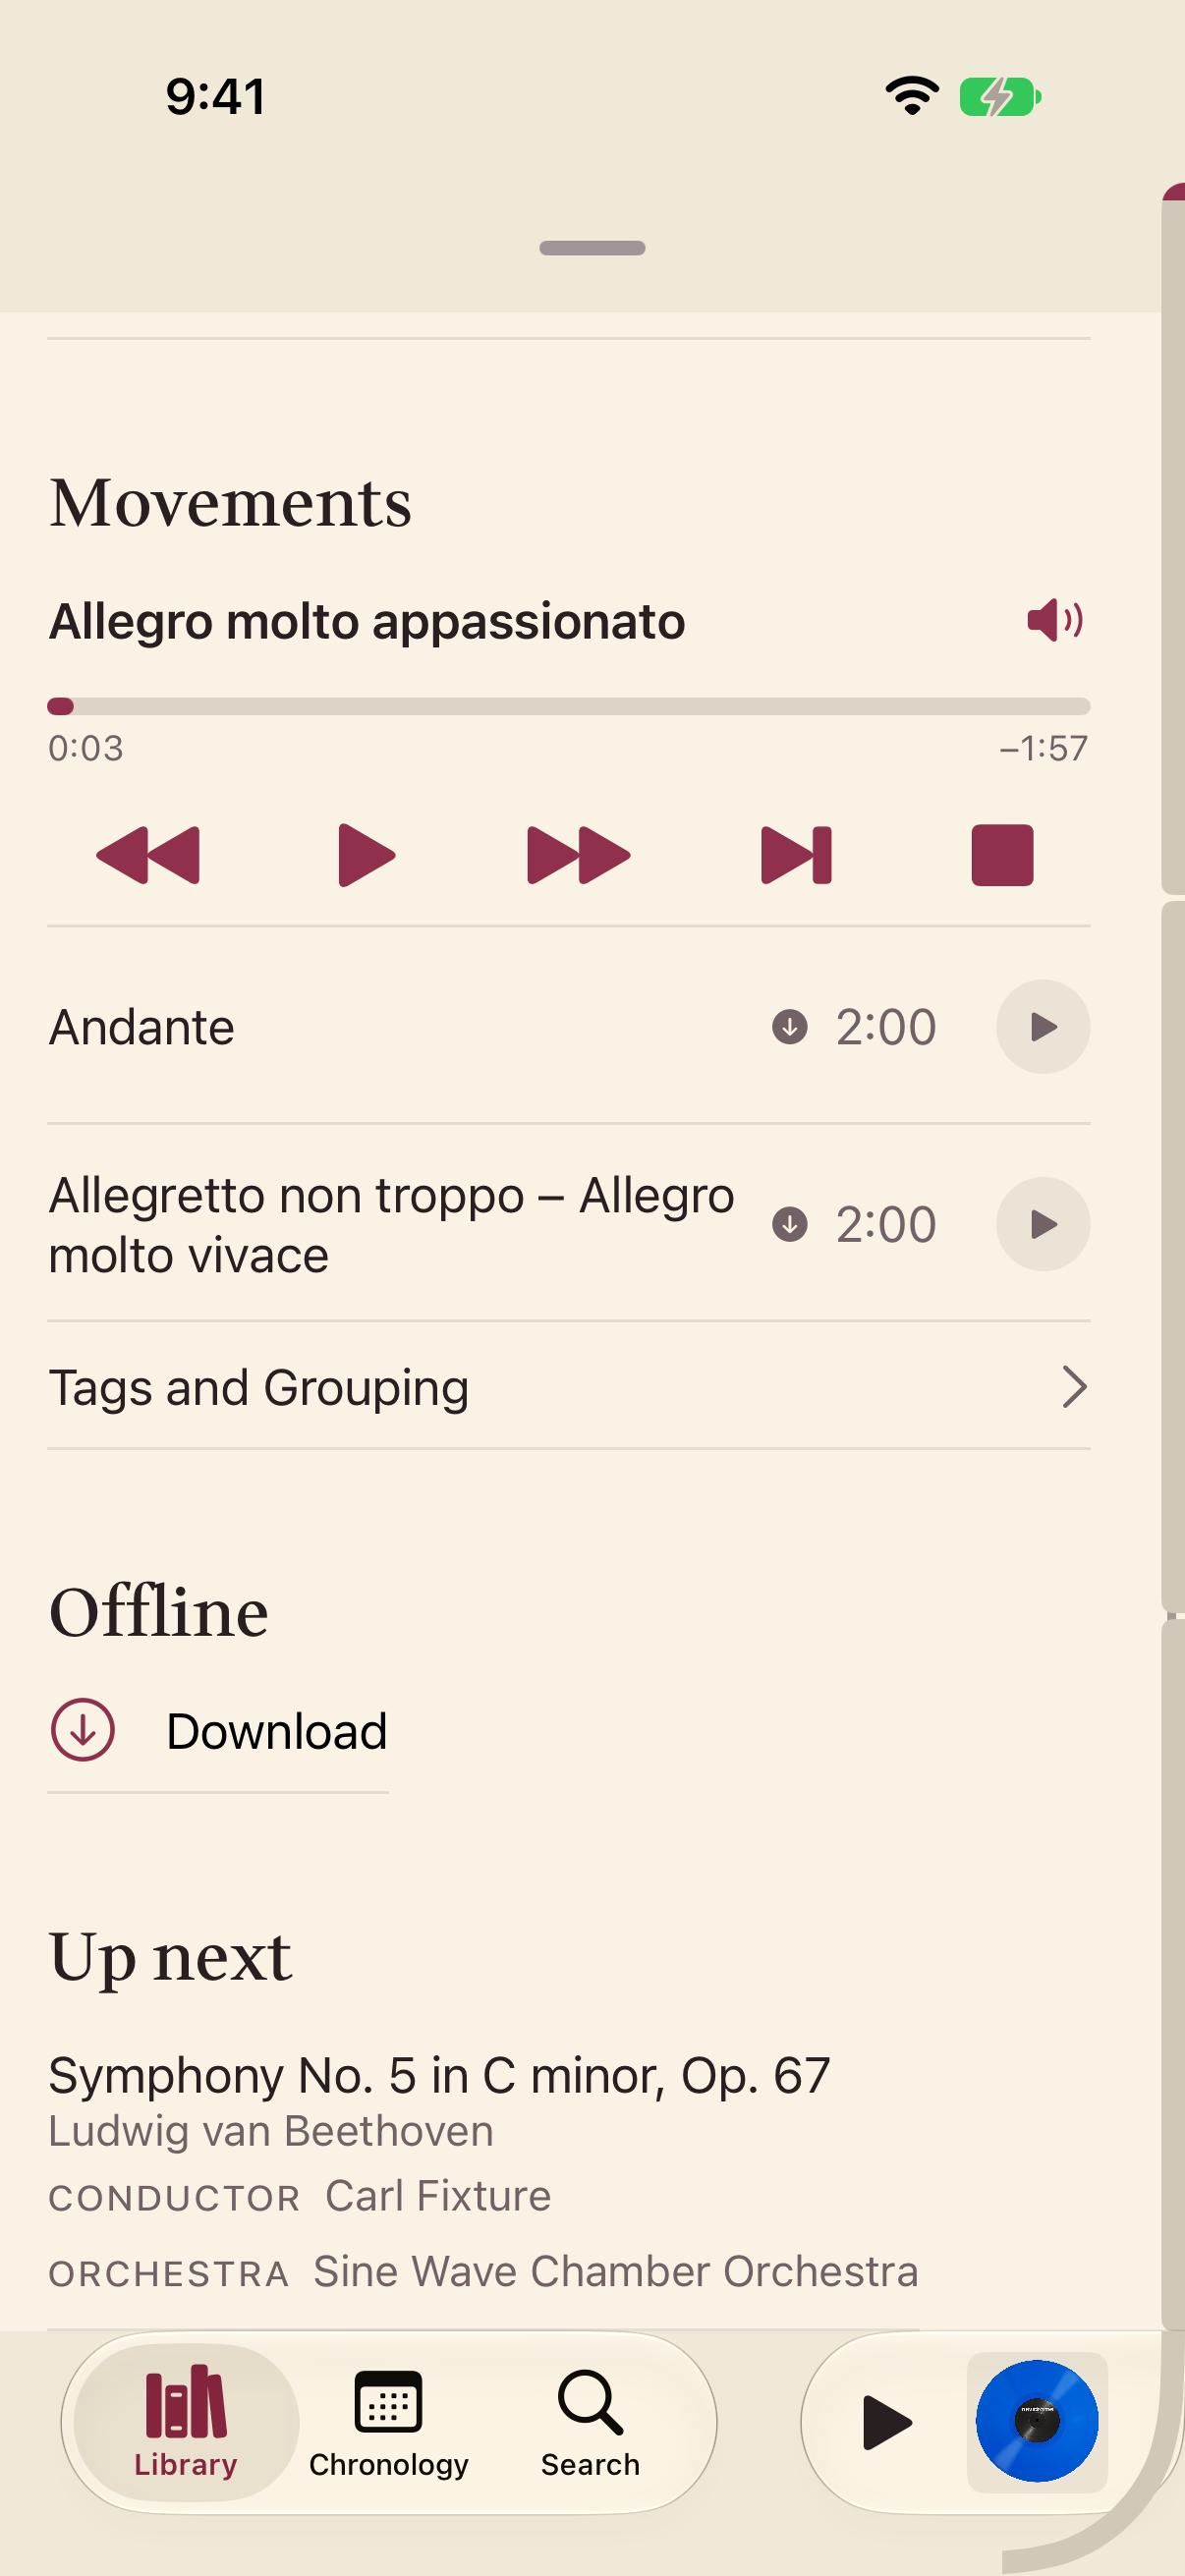 9:41
Movements
Allegro molto appassionato
0:03
–1:57
Andante
2:00
Allegretto non troppo – Allegro
molto vivace
2:00
Tags and Grouping
Offline
Download
Up next
Symphony No. 5 in C minor, Op. 67
Ludwig van Beethoven
CONDUCTOR Carl Fixture
ORCHESTRA Sine Wave Chamber Orchestra
Library
Chronology
Search